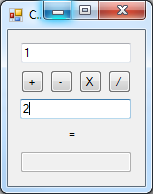 C...
1
+ - X /
2
=